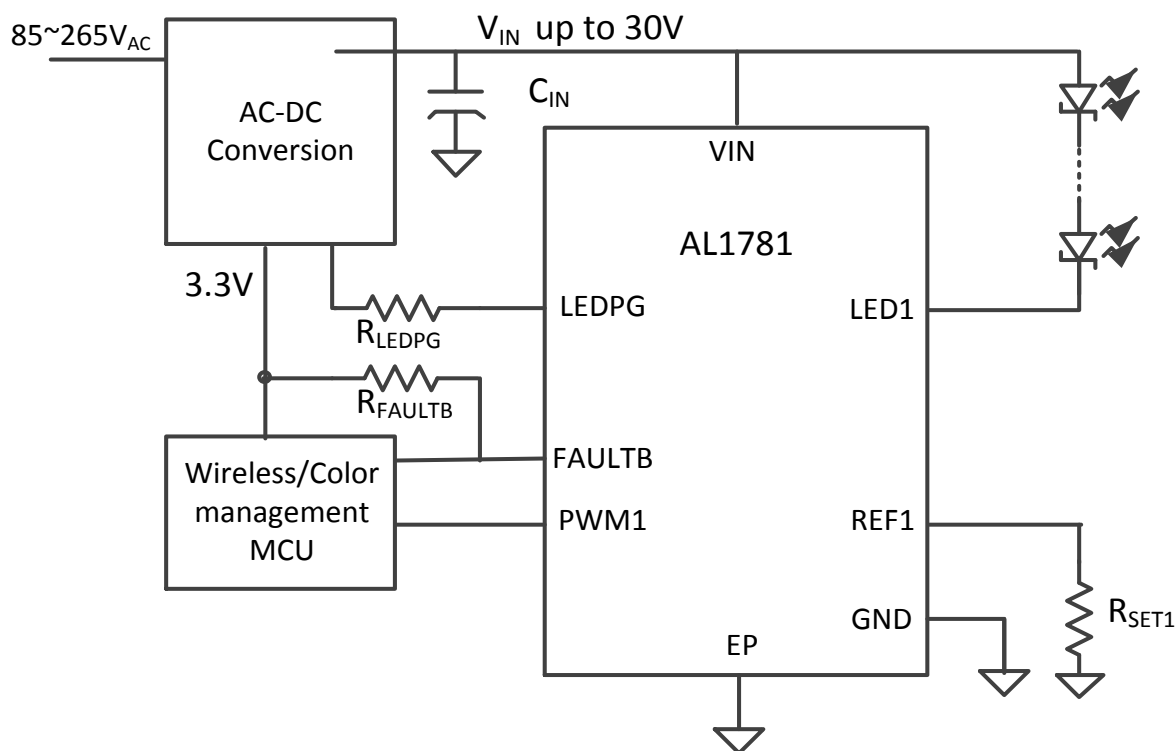 85~265VAC
VIN up to 30V
AC-DC
Conversion
CIN
VIN
AL1781
3.3V
LEDPG
LED1
RLEDPG
RFAULTB
Wireless/Color
management
MCU
FAULTB
PWM1
REF1
GND
RSET1
EP